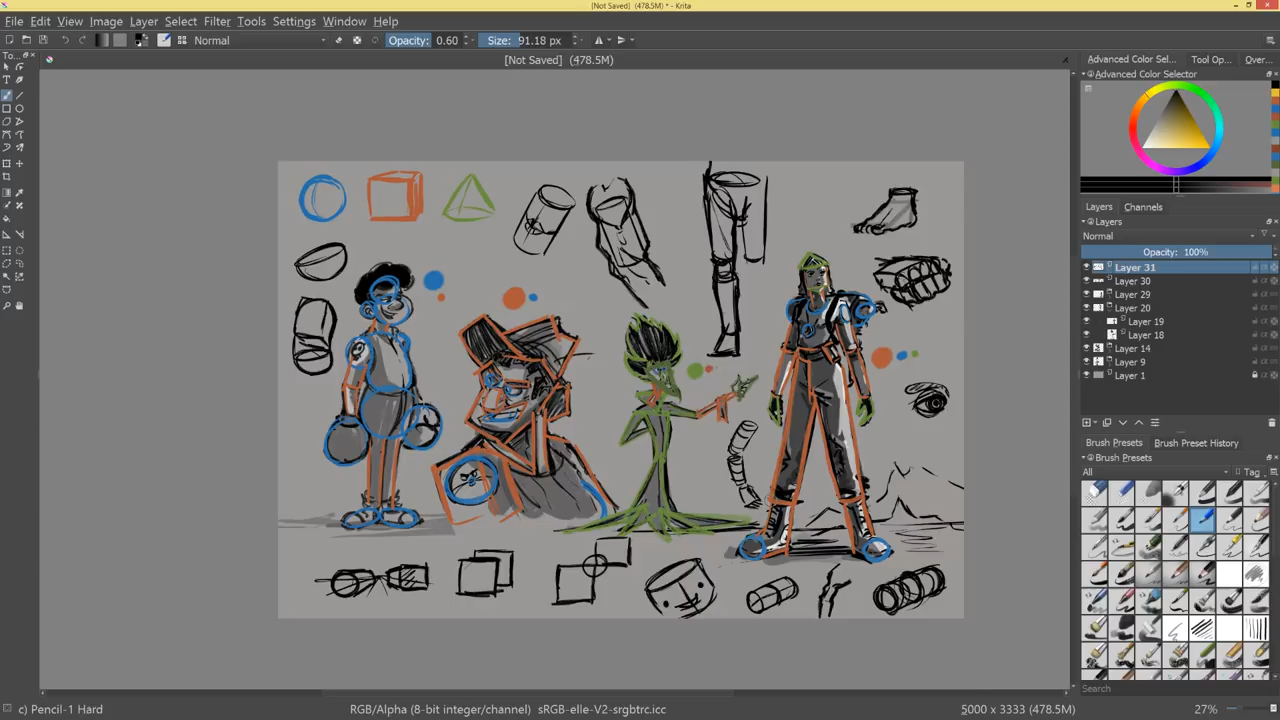 [Not Saved] (478.5M) * - Krita
File Edit View Image Layer Select Filter Tools Settings Window Help
Normal Opacity: 0.60 Size: 91.18 px
To...
[Not Saved] (478.5M)
Advanced Color Sel... Tool Op... Over...
Advanced Color Selector
Layers Channels
Layers
Normal
Opacity: 100%
Layer 31
Layer 30
Layer 29
Layer 20
Layer 19
Layer 18
Layer 14
Layer 9
Layer 1
Brush Presets Brush Preset History
Brush Presets
All Tag
Search
c) Pencil-1 Hard RGB/Alpha (8-bit integer/channel) sRGB-elle-V2-srgbtrc.icc 5000 x 3333 (478.5M) 27%